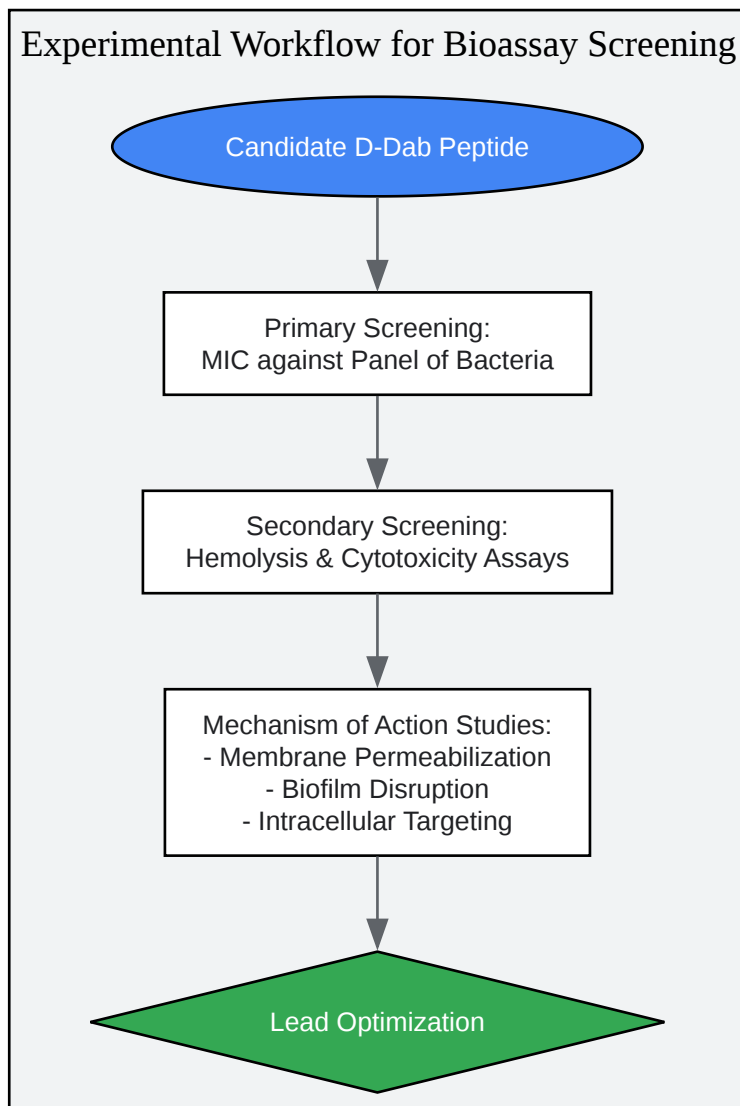 Experimental Workflow for Bioassay Screening
Candidate D-Dab Peptide
Primary Screening:
MIC against Panel of Bacteria
Secondary Screening:
Hemolysis & Cytotoxicity Assays
Mechanism of Action Studies:
- Membrane Permeabilization
- Biofilm Disruption
- Intracellular Targeting
Lead Optimization